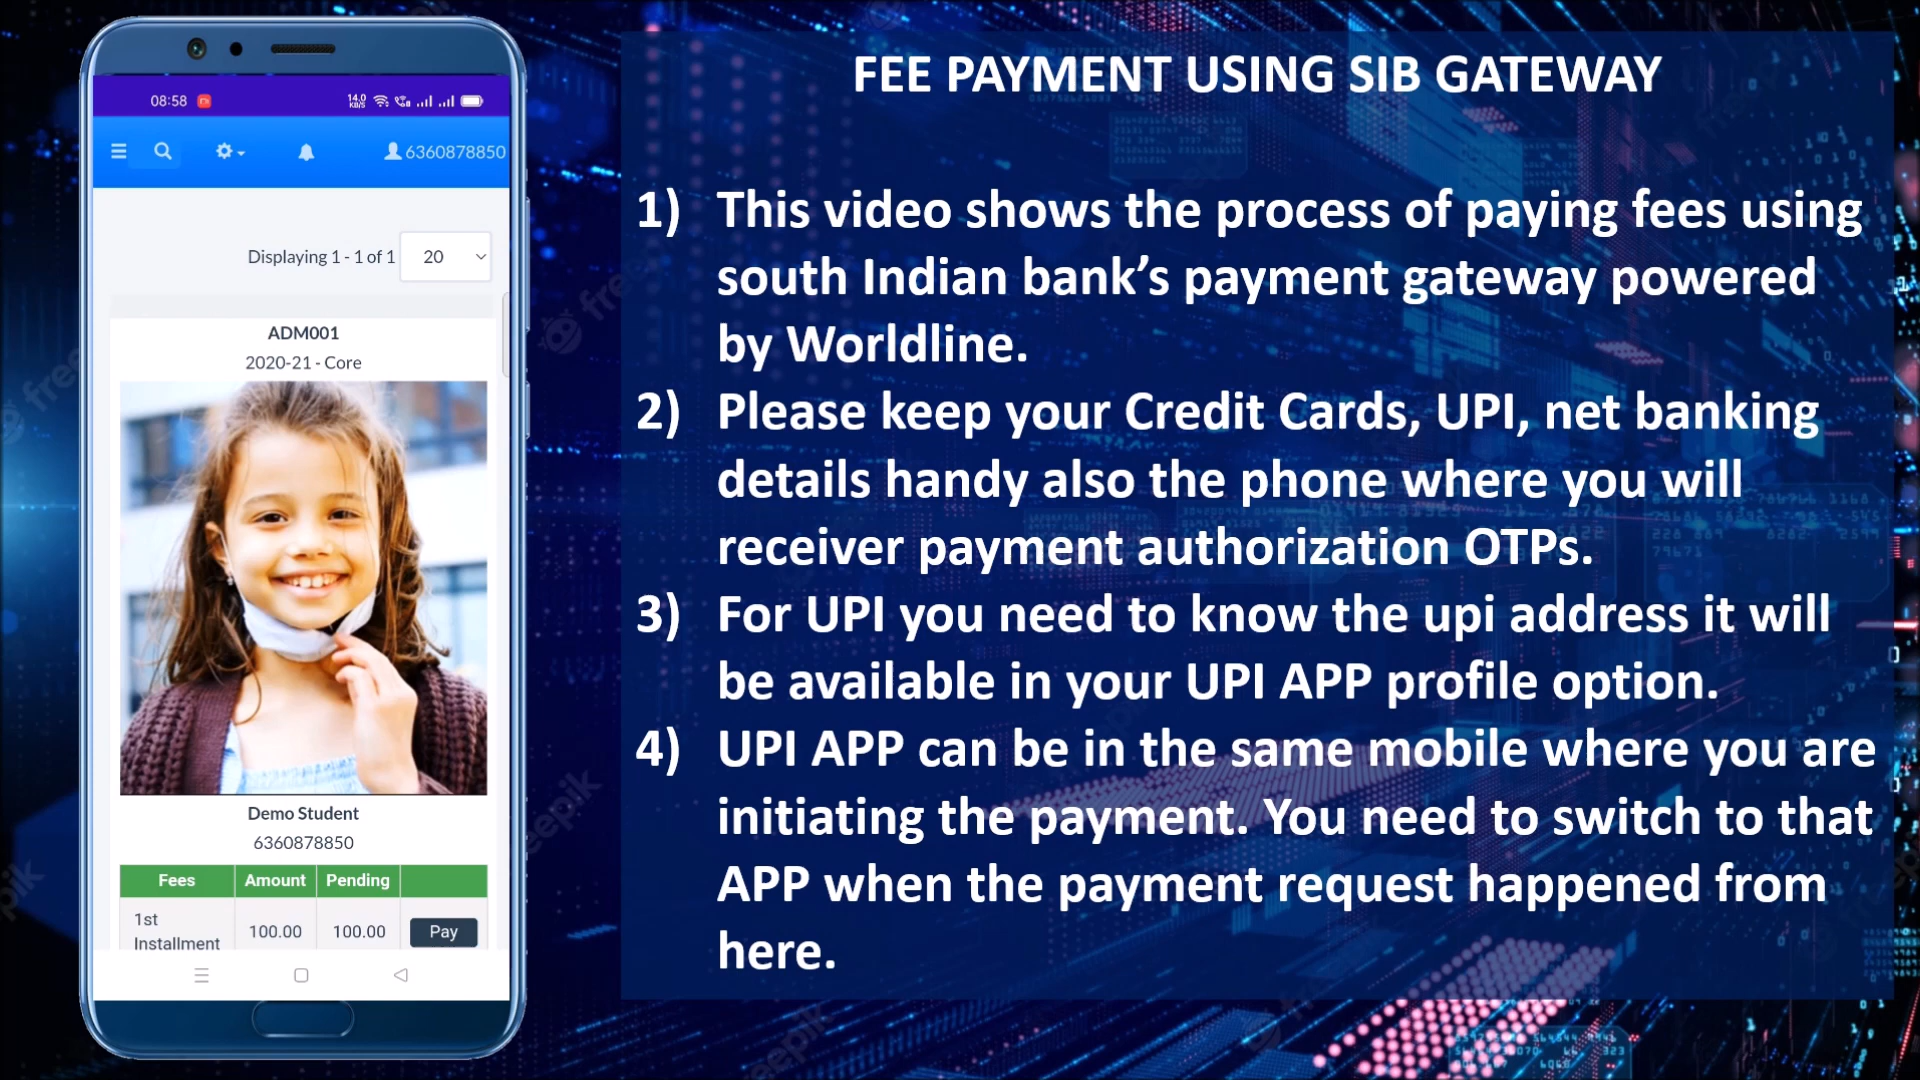 08:58
14.0
KB/S
6360878850
Displaying 1 - 1 of 1 20
ADM001
2020-21 - Core
Demo Student
6360878850
Fees Amount Pending
1st
Installment 100.00 100.00 Pay
FEE PAYMENT USING SIB GATEWAY
1) This video shows the process of paying fees using
south Indian bank’s payment gateway powered
by Worldline.
2) Please keep your Credit Cards, UPI, net banking
details handy also the phone where you will
receiver payment authorization OTPs.
3) For UPI you need to know the upi address it will
be available in your UPI APP profile option.
4) UPI APP can be in the same mobile where you are
initiating the payment. You need to switch to that
APP when the payment request happened from
here.